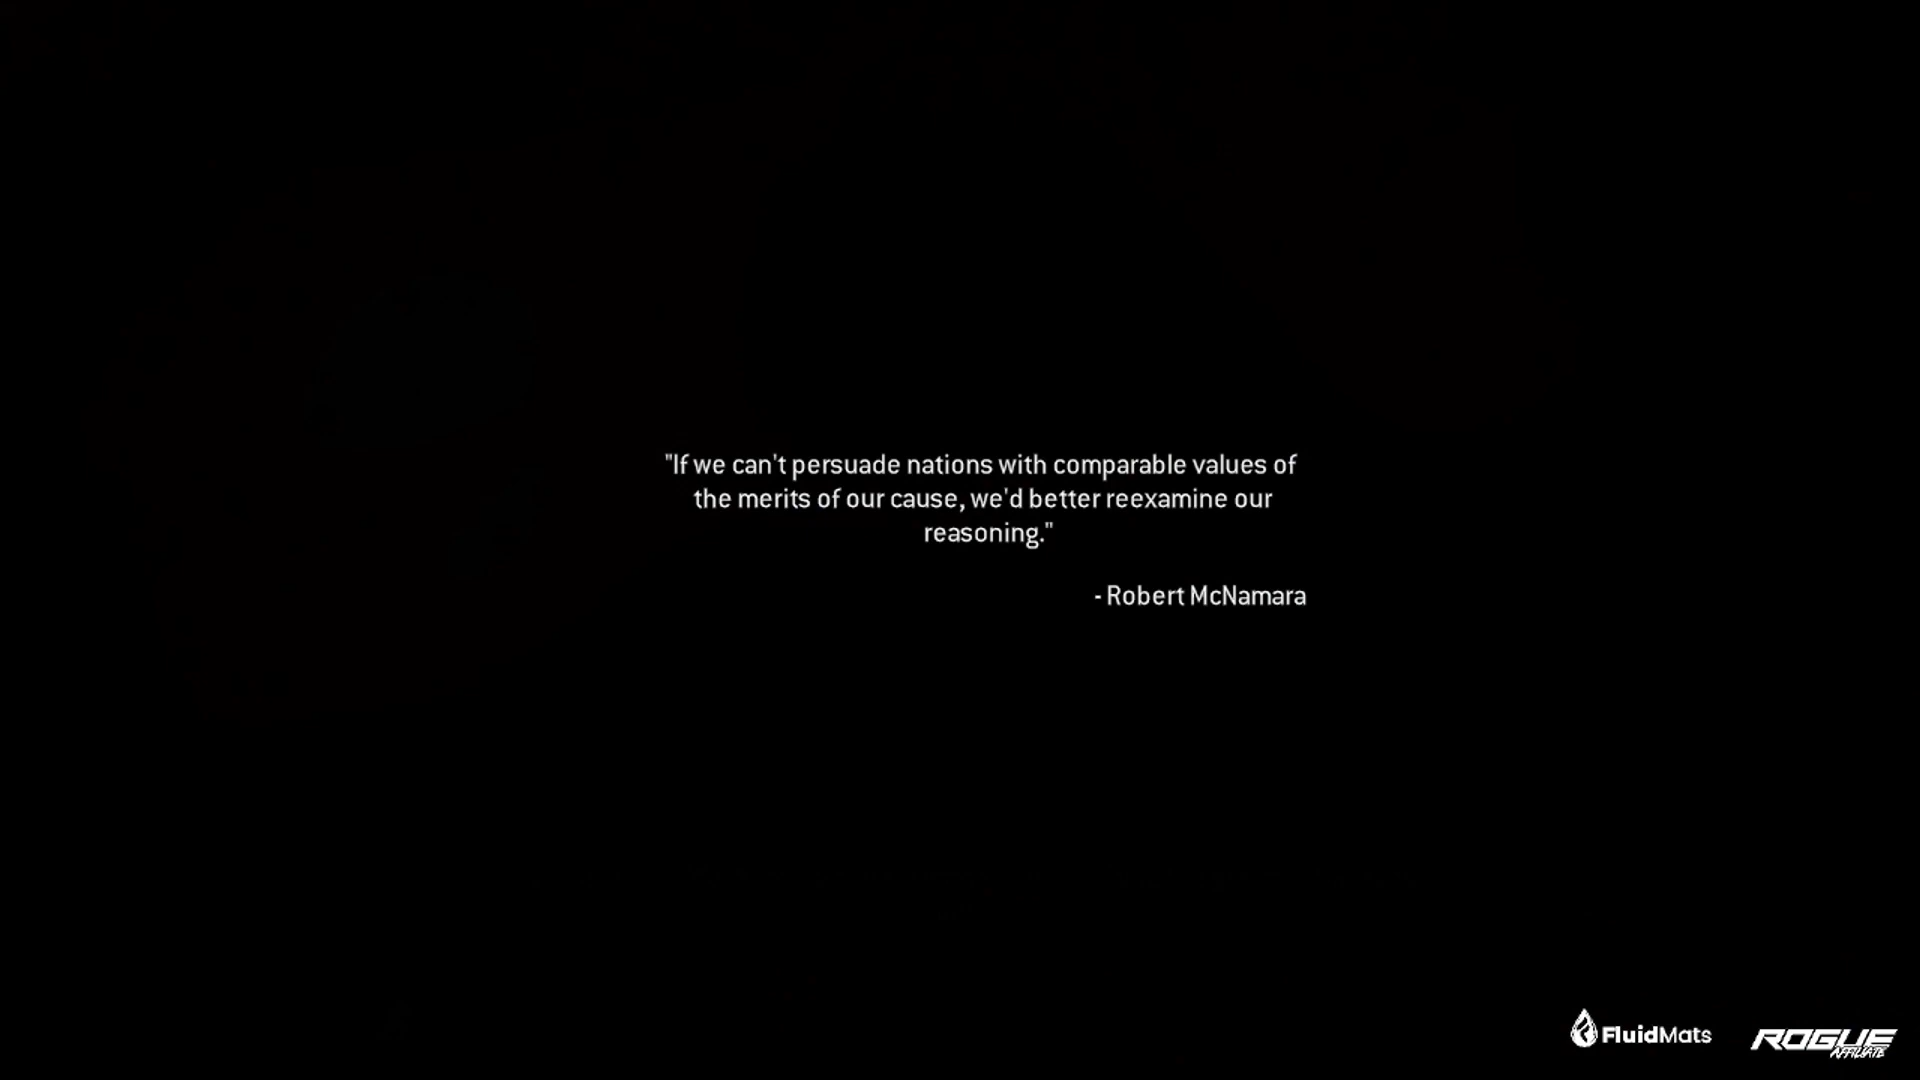 "If we can't persuade nations with comparable values of
the merits of our cause, we'd better reexamine our
reasoning."
- Robert McNamara
FluidMats
ROGUE
AFFILIATE